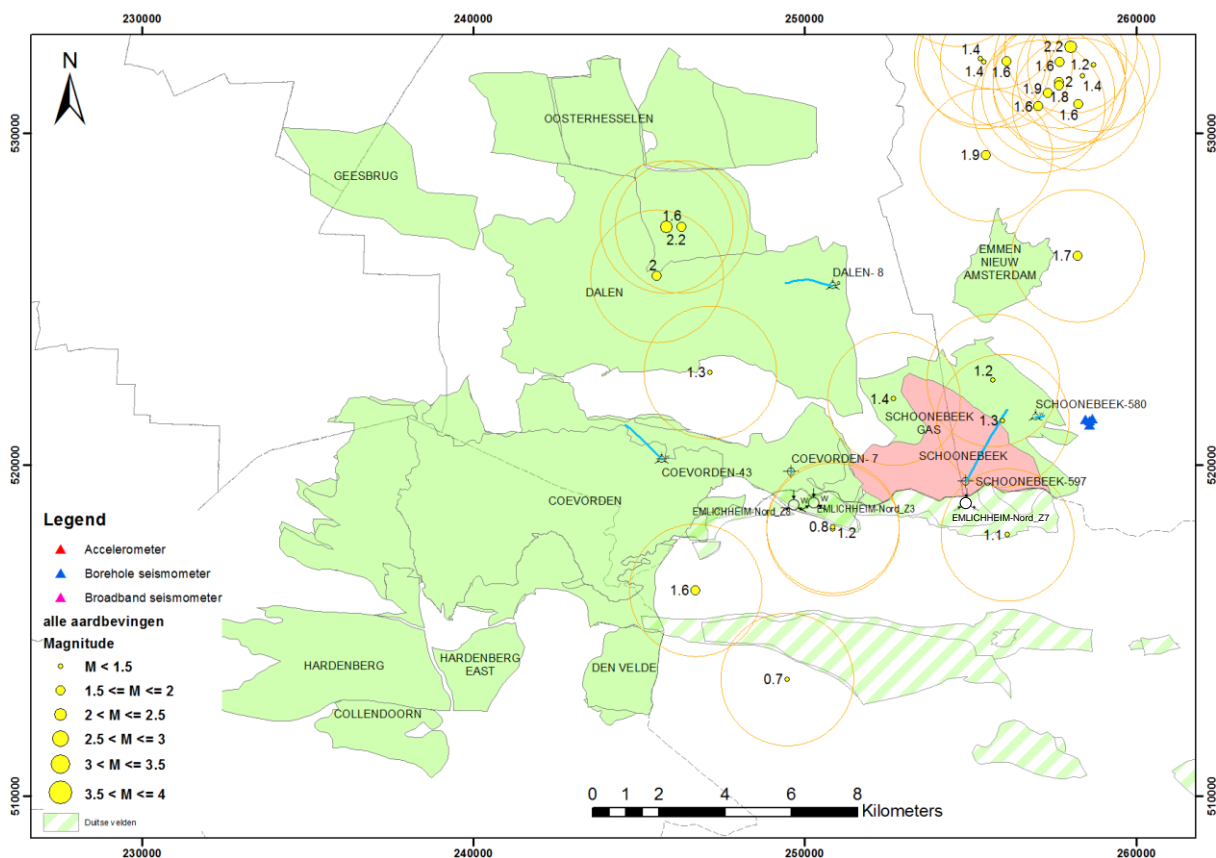 230000
240000
250000
260000
N
530000
520000
510000
530000
520000
510000
1.4
1.4
1.6
2.2
1.6
1.2
2
1.4
1.9
1.8
1.6
1.6
1.9
OOSTERHESSELEN
GEESBRUG
1.6
2.2
2
DALEN
DALEN- 8
EMMEN
NIEUW
AMSTERDAM
1.7
1.3
1.4
1.2
SCHOONEBEEK-580
SCHOONEBEEK
GAS
1.3
SCHOONEBEEK
COEVORDEN- 7
COEVORDEN-43
SCHOONEBEEK-597
COEVORDEN
W
W
EMLICHHEIM-Nord_Z8
EMLICHHEIM-Nord_Z3
EMLICHHEIM-Nord_Z7
0.8
1.2
1.1
1.6
HARDENBERG
HARDENBERG
EAST
DEN VELDE
0.7
COLLENDOORN
Legend
Accelerometer
Borehole seismometer
Broadband seismometer
alle aardbevingen
Magnitude
M < 1.5
1.5 <= M <= 2
2 < M <= 2.5
2.5 < M <= 3
3 < M <= 3.5
3.5 < M <= 4
Duitse velden
0 1 2 4 6 8
Kilometers
230000
240000
250000
260000